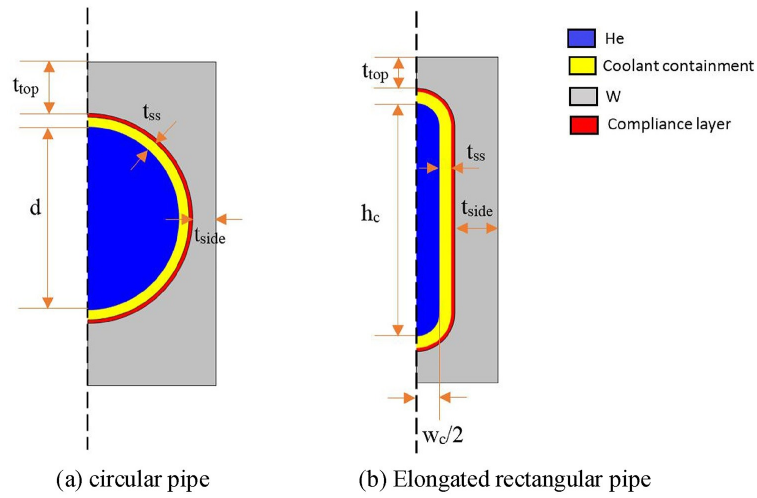 t_top
t_ss
d
t_side
(a) circular pipe
t_top
t_ss
h_c
t_side
w_c/2
(b) Elongated rectangular pipe
He
Coolant containment
W
Compliance layer